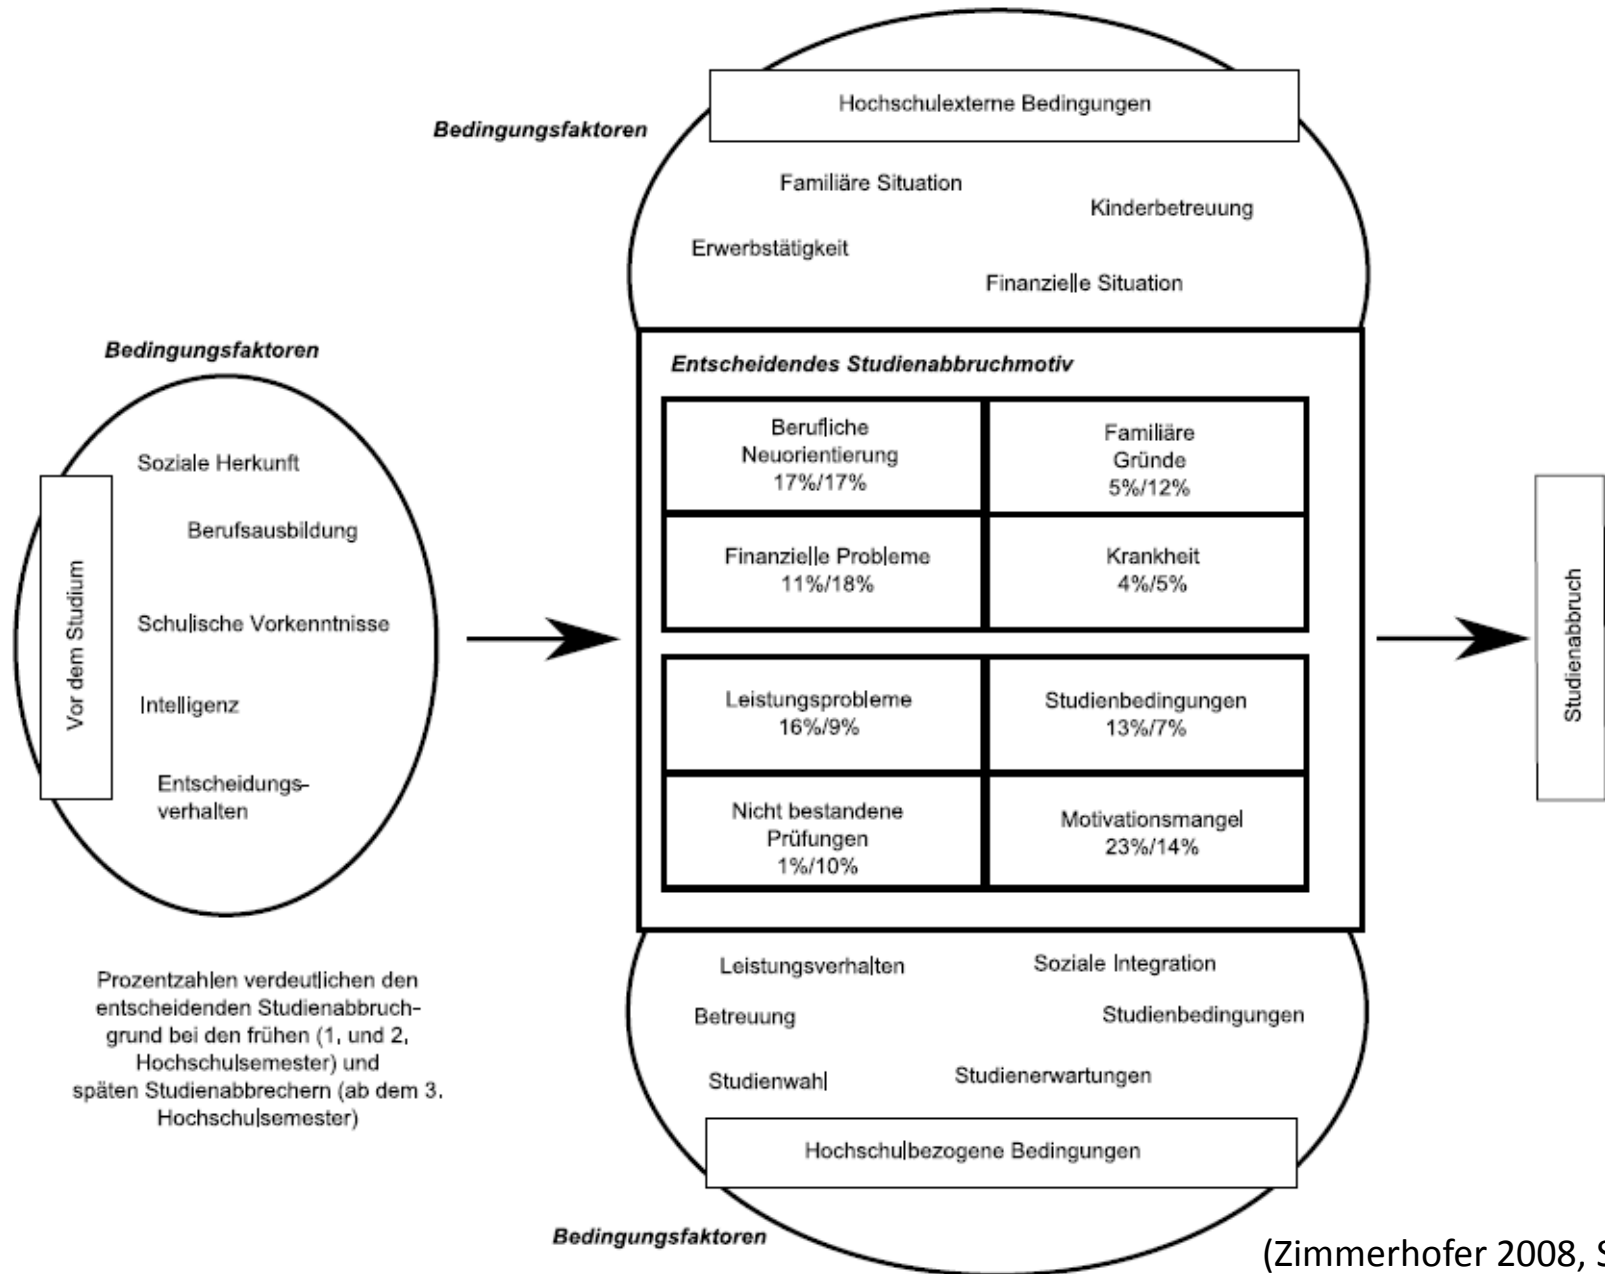 Bedingungsfaktoren
Hochschulexterne Bedingungen
Familiäre Situation
Kinderbetreuung
Erwerbstätigkeit
Finanzielle Situation
Bedingungsfaktoren
Vor dem Studium
Soziale Herkunft
Berufsausbildung
Schulische Vorkenntnisse
Intelligenz
Entscheidungs-
verhalten
Prozentzahlen verdeutlichen den
entscheidenden Studienabbruch-
grund bei den frühen (1, und 2,
Hochschulsemester) und
späten Studienabbrechern (ab dem 3.
Hochschulsemester)
Entscheidendes Studienabbruchmotiv
Berufliche
Neuorientierung
17%/17%
Familiäre
Gründe
5%/12%
Finanzielle Probleme
11%/18%
Krankheit
4%/5%
Leistungsprobleme
16%/9%
Studienbedingungen
13%/7%
Nicht bestandene
Prüfungen
1%/10%
Motivationsmangel
23%/14%
Studienabbruch
Leistungsverhalten
Soziale Integration
Betreuung
Studienbedingungen
Studienwahl
Studienerwartungen
Hochschulbezogene Bedingungen
Bedingungsfaktoren
(Zimmerhofer 2008, S